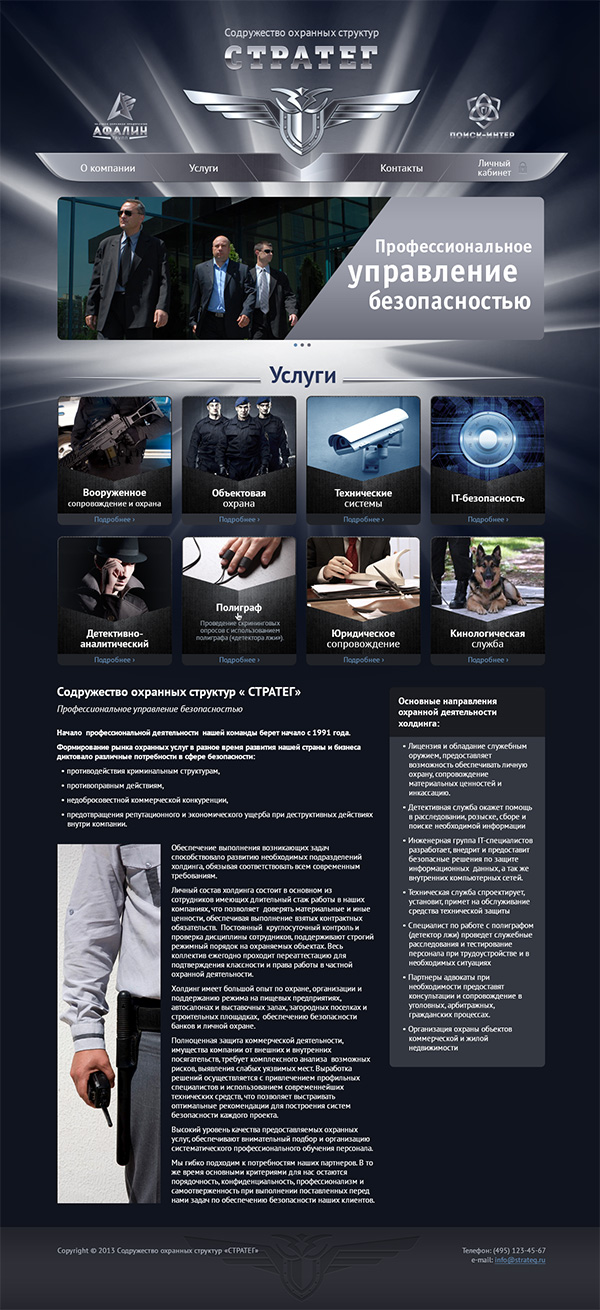 Содружество охранных структур
СТРАТЕГ
АФАЛИН
ГРУПП
ПОИСК-ИНТЕР
О компании
Услуги
Контакты
Личный
кабинет
Профессиональное
управление
безопасностью
Услуги
Вооруженное
сопровождение и охрана
Подробнее ›
Объектовая
охрана
Подробнее ›
Технические
системы
Подробнее ›
IT-безопасность
Подробнее ›
Детективно-
аналитический
Подробнее ›
Полиграф
Проведение скрининговых
опросов с использованием
полиграфа («детектора лжи»).
Подробнее ›
Юридическое
сопровождение
Подробнее ›
Кинологическая
служба
Подробнее ›
Содружество охранных структур « СТРАТЕГ»
Профессиональное управление безопасностью
Начало профессиональной деятельности нашей команды берет начало с 1991 года.
Формирование рынка охранных услуг в разное время развития нашей страны и бизнеса
диктовало различные потребности в сфере безопасности:
• противодействия криминальным структурам,
• противоправным действиям,
• недобросовестной коммерческой конкуренции,
• предотвращения репутационного и экономического ущерба при деструктивных действиях
внутри компании.
Обеспечение выполнения возникающих задач
способствовало развитию необходимых подразделений
холдинга, обязывая соответствовать всем современным
требованиям.
Личный состав холдинга состоит в основном из
сотрудников имеющих длительный стаж работы в наших
компаниях, что позволяет доверять материальные и иные
ценности, обеспечивая выполнение взятых контрактных
обязательств. Постоянный круглосуточный контроль и
проверка дисциплины сотрудников, поддерживают строгий
режимный порядок на охраняемых объектах. Весь
коллектив ежегодно проходит переаттестацию для
подтверждения классности и права работы в частной
охранной деятельности.
Холдинг имеет большой опыт по охране, организации и
поддержанию режима на пищевых предприятиях,
автосалонах и выставочных залах, загородных поселках и
строительных площадках, обеспечению безопасности
банков и личной охране.
Полноценная защита коммерческой деятельности,
имущества компании от внешних и внутренних
посягательств, требует комплексного анализа возможных
рисков, выявления слабых уязвимых мест. Выработка
решений осуществляется с привлечением профильных
специалистов и использованием современнейших
технических средств, что позволяет выстраивать
оптимальные рекомендации для построения систем
безопасности каждого проекта.
Высокий уровень качества предоставляемых охранных
услуг, обеспечивают внимательный подбор и организацию
систематического профессионального обучения персонала.
Мы гибко подходим к потребностям наших партнеров. В то
же время основными критериями для нас остаются
порядочность, конфиденциальность, профессионализм и
самоотверженность при выполнении поставленных перед
нами задач по обеспечению безопасности наших клиентов.
Основные направления
охранной деятельности
холдинга:
• Лицензия и обладание служебным
оружием, предоставляет
возможность обеспечивать личную
охрану, сопровождение
материальных ценностей и
инкассацию.
• Детективная служба окажет помощь
в расследовании, розыске, сборе и
поиске необходимой информации
• Инженерная группа IT-специалистов
разработает, внедрит и предоставит
безопасные решения по защите
информационных данных, а так же
внутренних компьютерных сетей.
• Техническая служба спроектирует,
установит, примет на обслуживание
средства технической защиты
• Специалист по работе с полиграфом
(детектор лжи) проведет служебные
расследования и тестирование
персонала при трудоустройстве и в
необходимых ситуациях
• Партнеры адвокаты при
необходимости предоставят
консультации и сопровождение в
уголовных, арбитражных,
гражданских процессах.
• Организация охраны объектов
коммерческой и жилой
недвижимости
Copyright © 2013 Содружество охранных структур «СТРАТЕГ»
Телефон: (495) 123-45-67
e-mail: info@strateg.ru